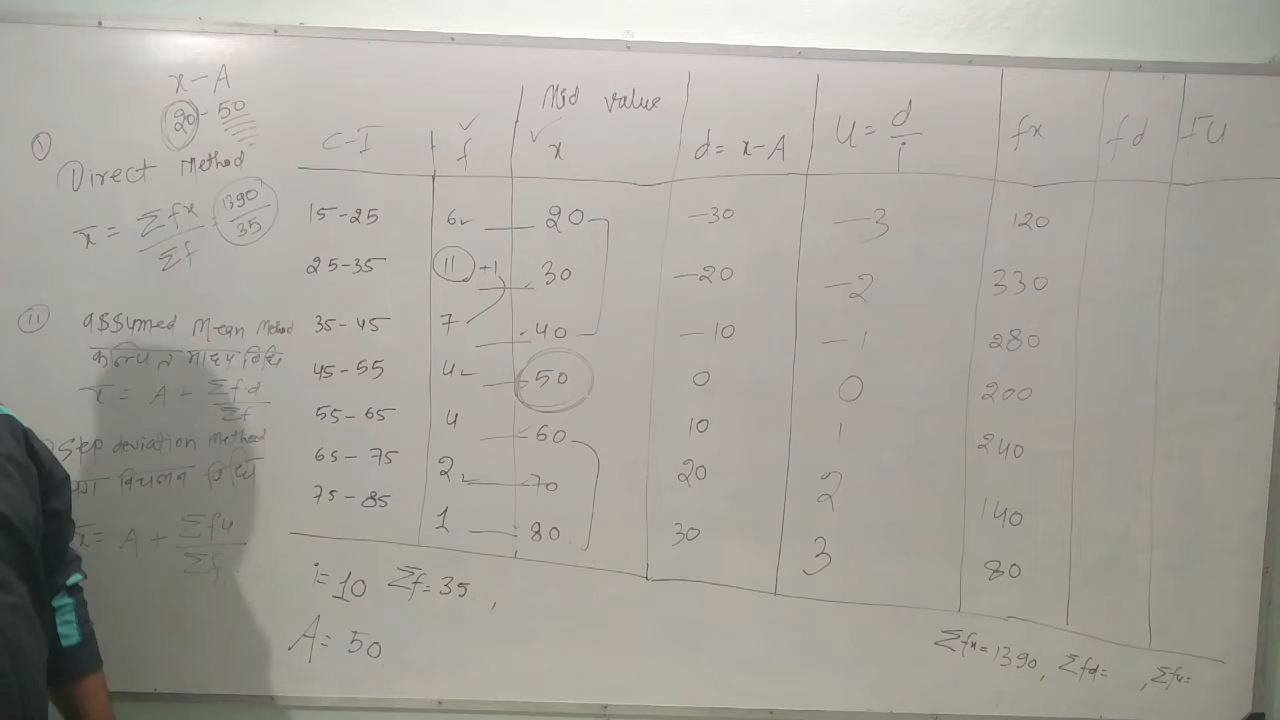 x-A
20-50
① Direct Method
x̄ = Σfx/Σf = 1390/35
② assumed Mean Method
कल्पित माध्य विधि
x̄ = A + Σfd/Σf
Step deviation Method
विचलन विधि
x̄ = A + Σfu/Σf
C-I f Mid value x d= x-A U= d/i fx fd FU
15-25 6 20 -30 -3 120
25-35 11 +1 30 -20 -2 330
35-45 7 40 -10 -1 280
45-55 4 50 0 0 200
55-65 4 60 10 1 240
65-75 2 70 20 2 140
75-85 1 80 30 3 80
i=10 Σf=35,
A=50
Σfx=1390, Σfd= , Σfu=